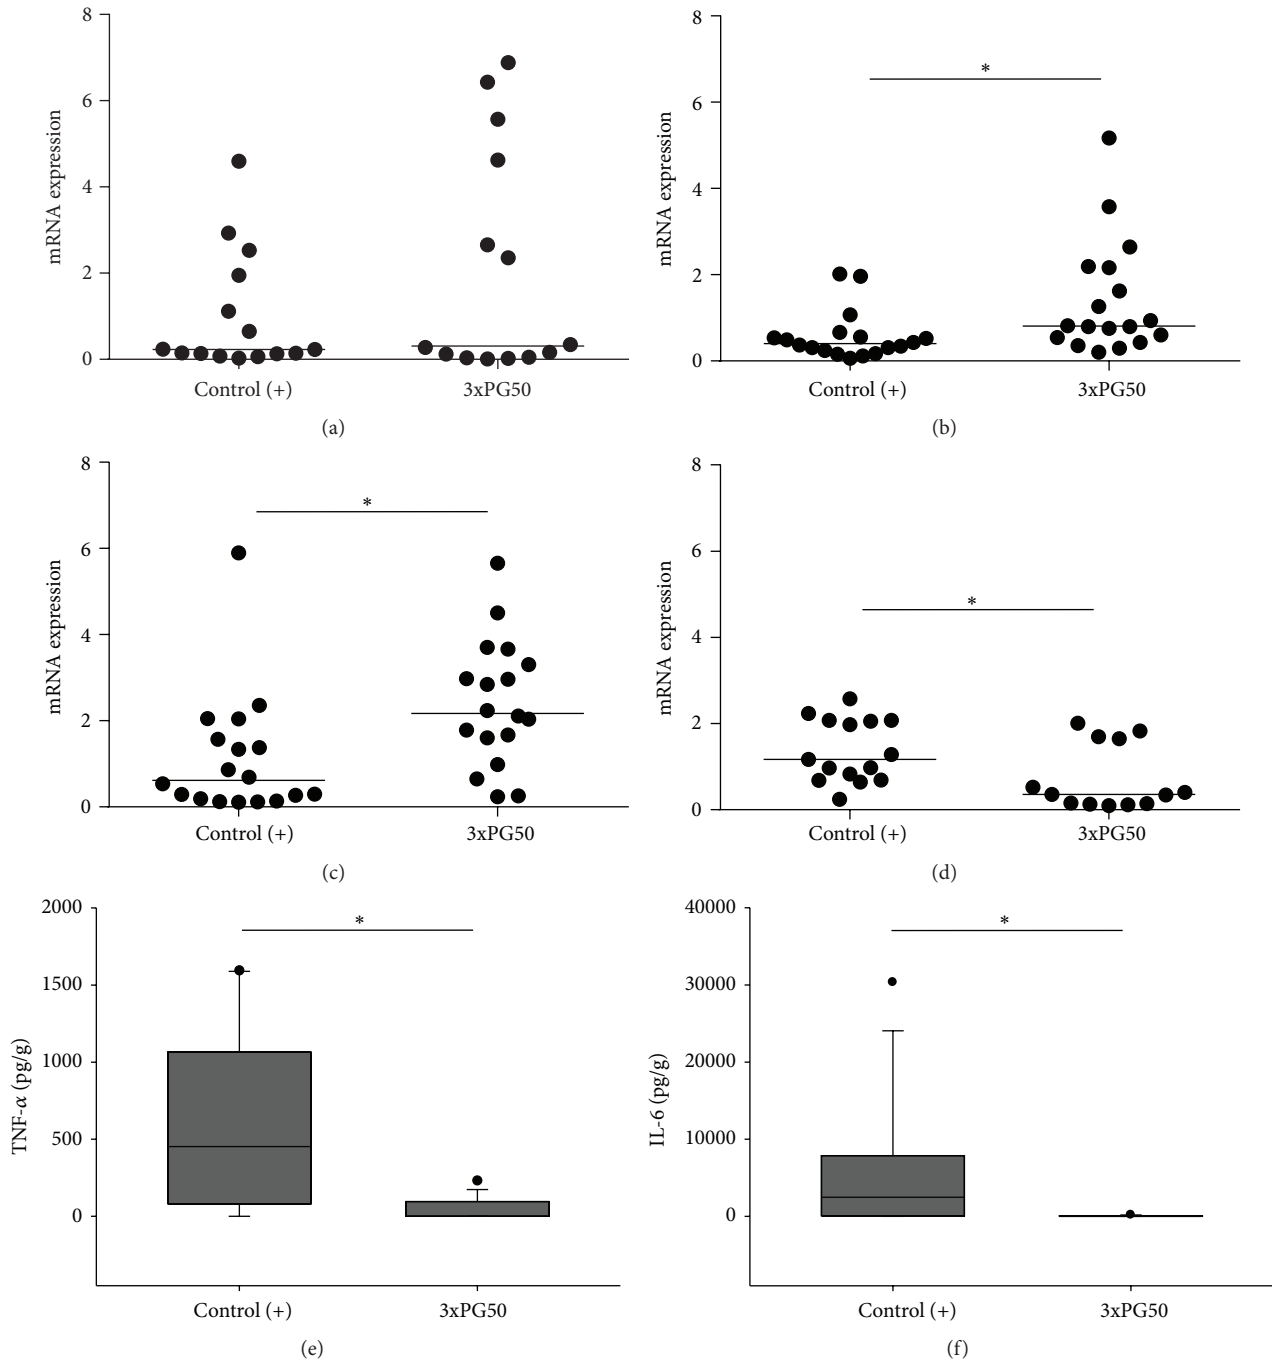 8
6
4
2
0
mRNA expression
Control (+)
3xPG50
(a)
*
8
6
4
2
0
mRNA expression
Control (+)
3xPG50
(b)
*
8
6
4
2
0
mRNA expression
Control (+)
3xPG50
(c)
*
8
6
4
2
0
mRNA expression
Control (+)
3xPG50
(d)
*
2000
1500
1000
500
0
TNF-α (pg/g)
Control (+)
3xPG50
(e)
*
40000
30000
20000
10000
0
IL-6 (pg/g)
Control (+)
3xPG50
(f)